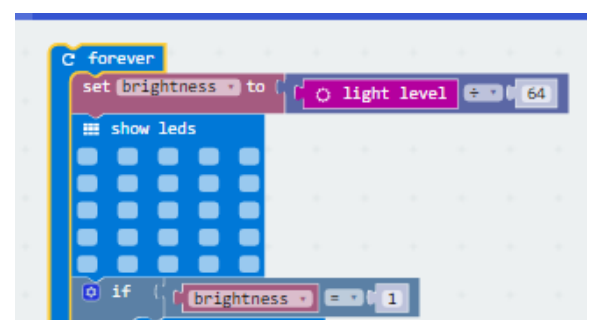 forever
set brightness to light level ÷ 64
show leds
if brightness = 1